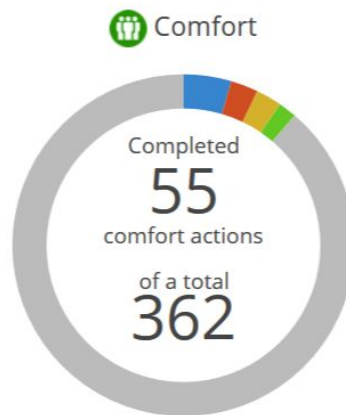 Comfort
Completed
55
comfort actions
of a total
362